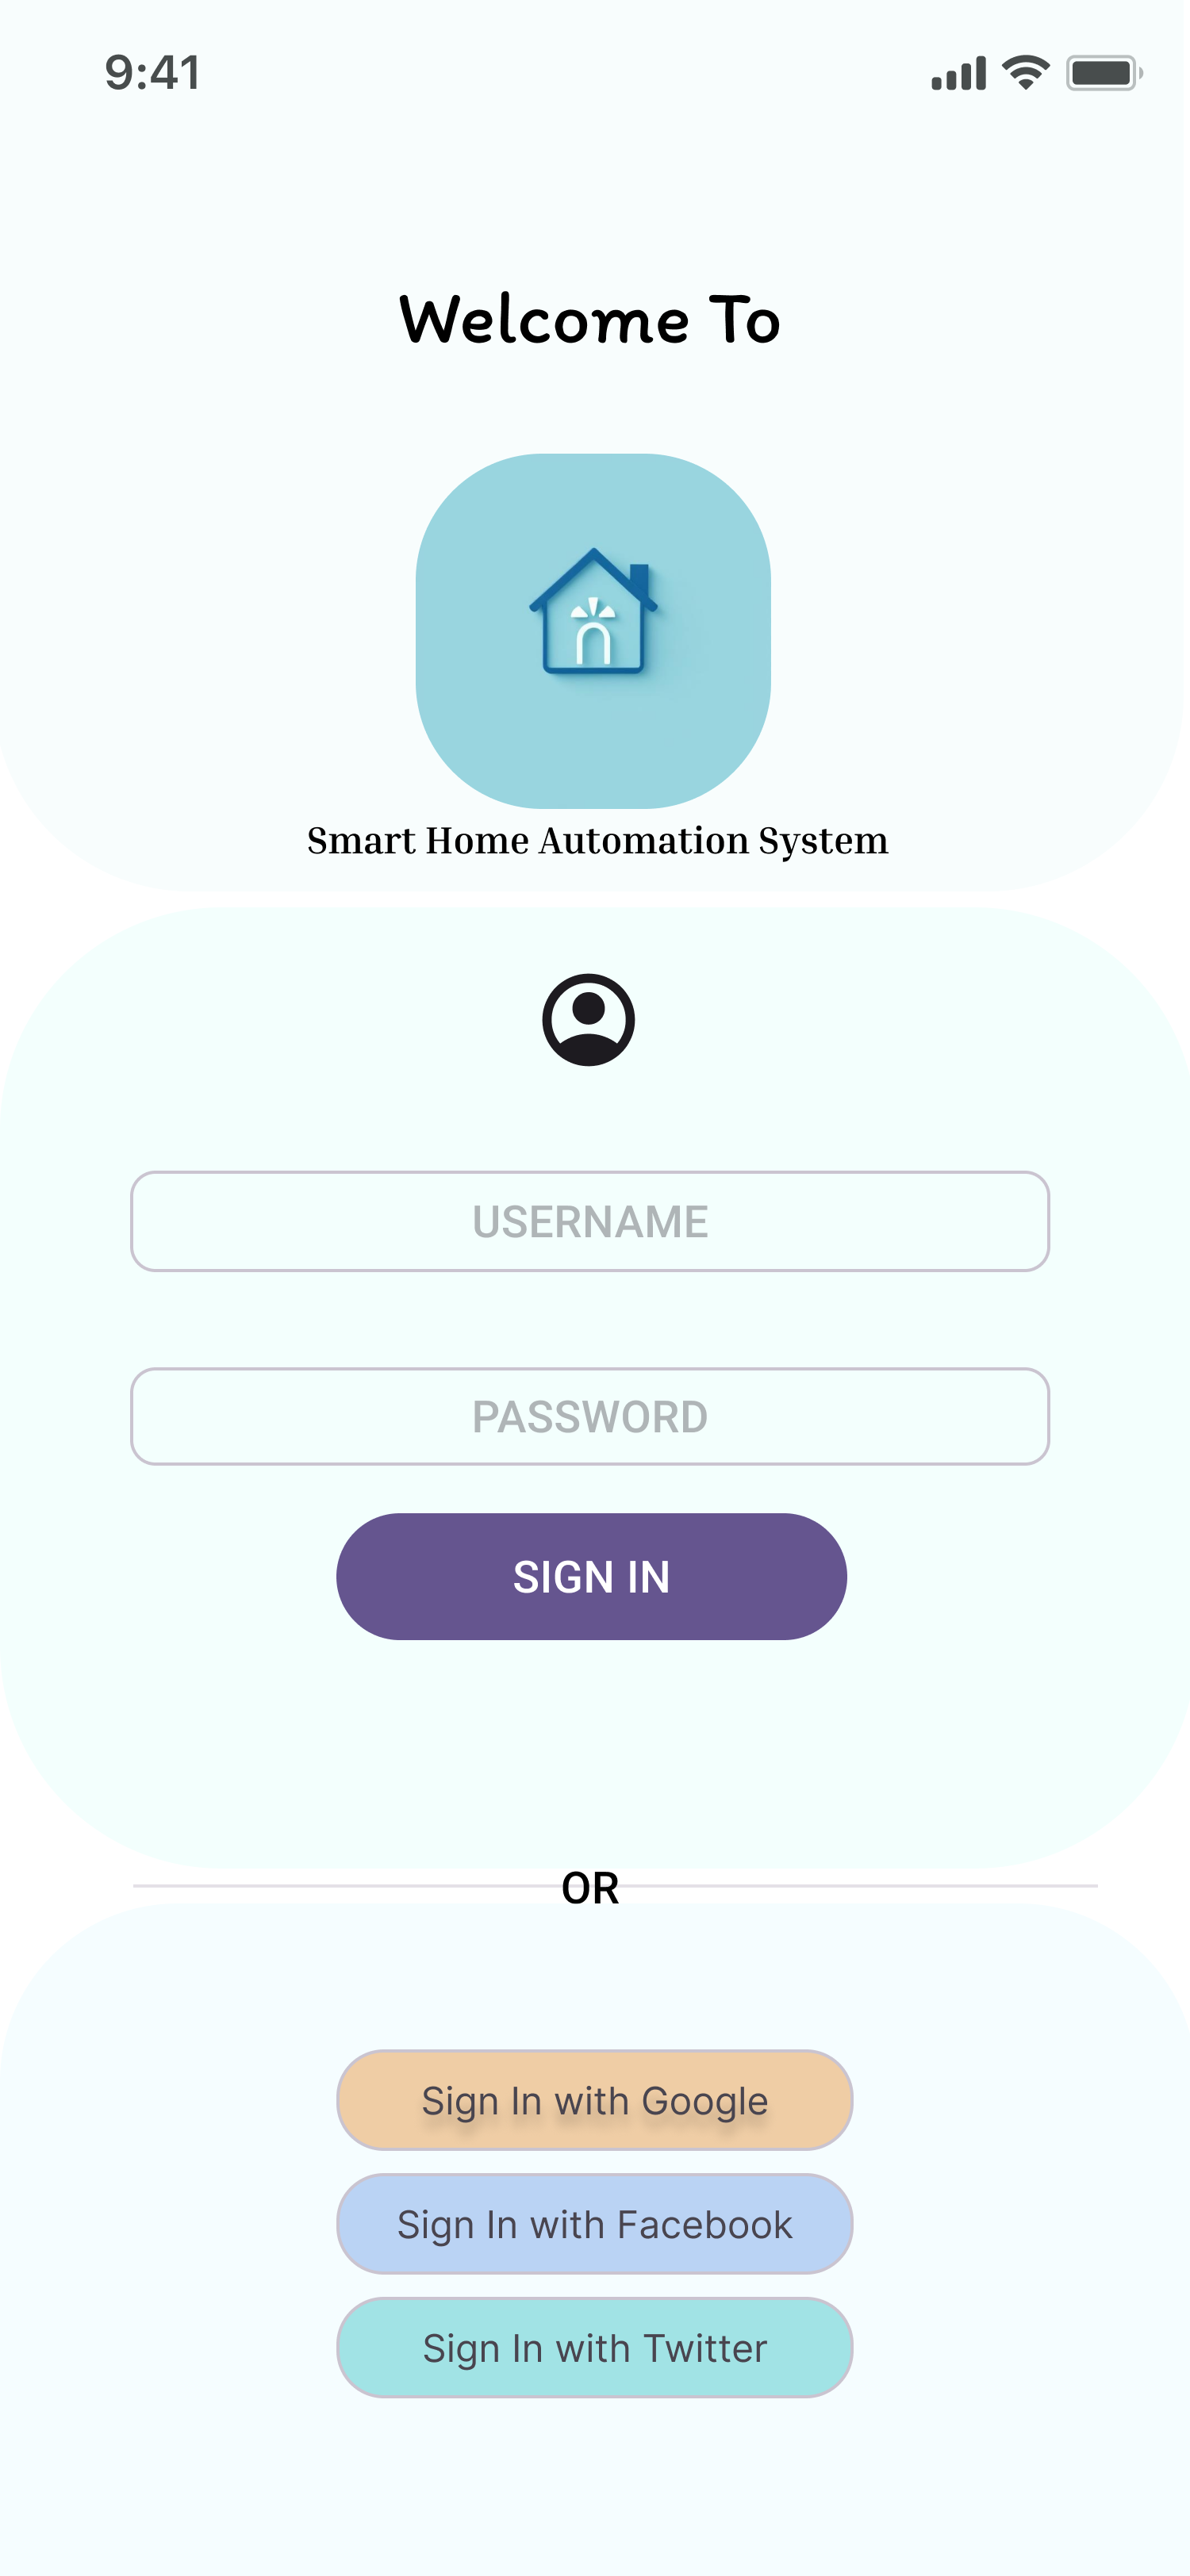 9:41
Welcome To
Smart Home Automation System
USERNAME
PASSWORD
SIGN IN
OR
Sign In with Google
Sign In with Facebook
Sign In with Twitter